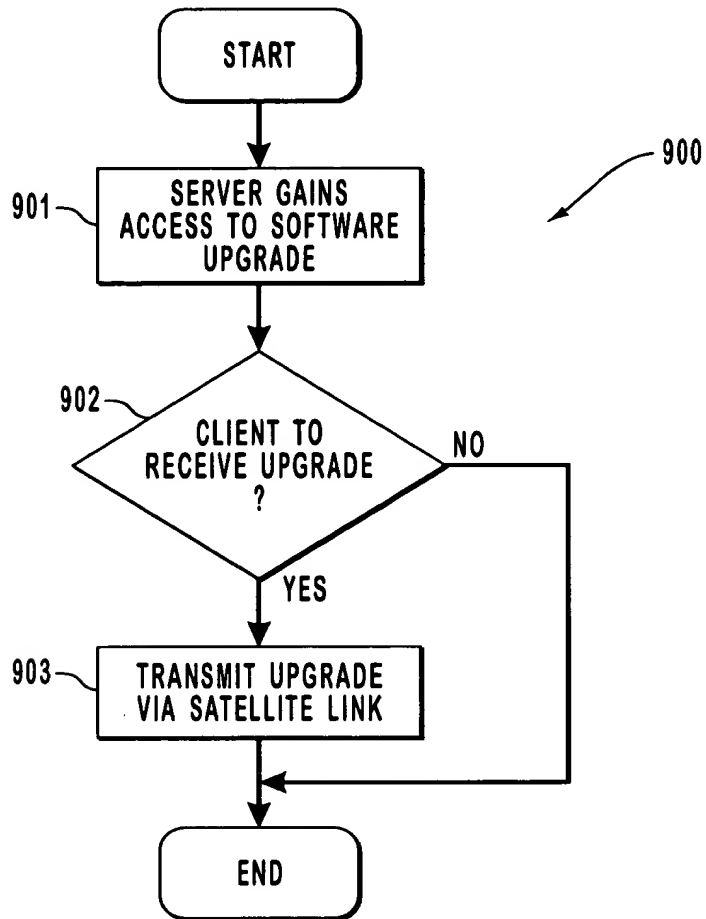 START
900
901
SERVER GAINS
ACCESS TO SOFTWARE
UPGRADE
902
CLIENT TO
RECEIVE UPGRADE
?
NO
YES
903
TRANSMIT UPGRADE
VIA SATELLITE LINK
END